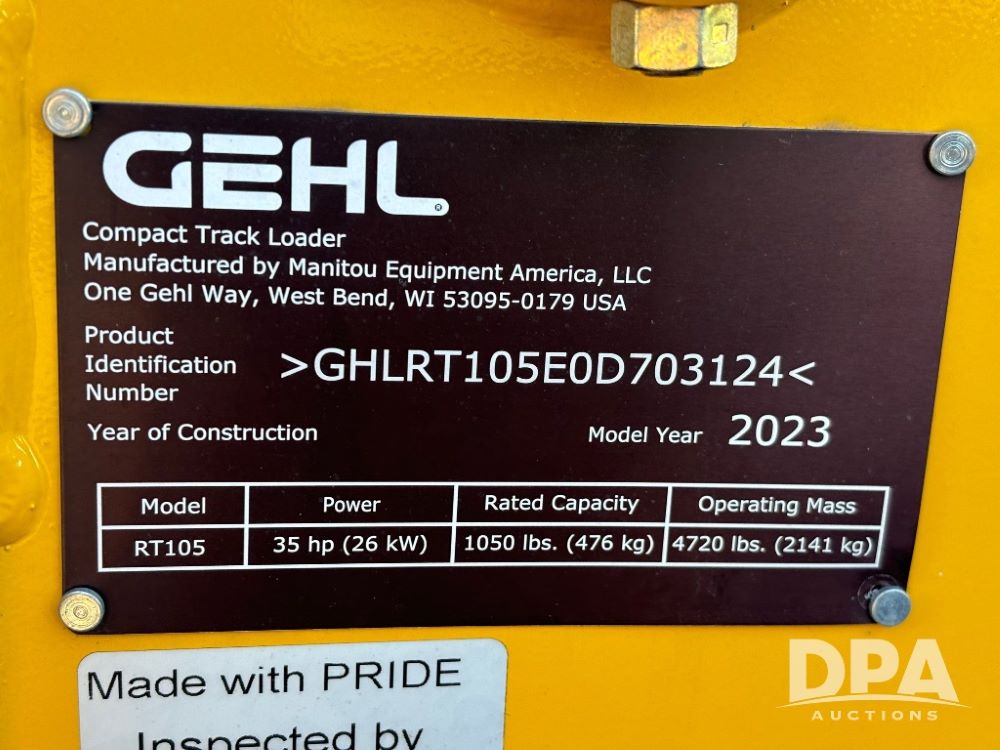 GEHL®
Compact Track Loader
Manufactured by Manitou Equipment America, LLC
One Gehl Way, West Bend, WI 53095-0179 USA
Product
Identification
Number
>GHLRT105E0D703124<
Year of Construction
Model Year 2023
Model Power Rated Capacity Operating Mass
RT105 35 hp (26 kW) 1050 lbs. (476 kg) 4720 lbs. (2141 kg)
Made with PRIDE
Inspected by
DPA
AUCTIONS